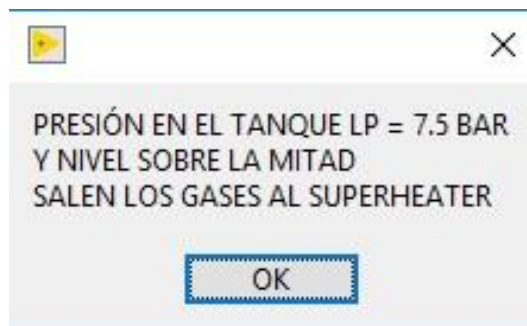 PRESIÓN EN EL TANQUE LP = 7.5 BAR
Y NIVEL SOBRE LA MITAD
SALEN LOS GASES AL SUPERHEATER
OK